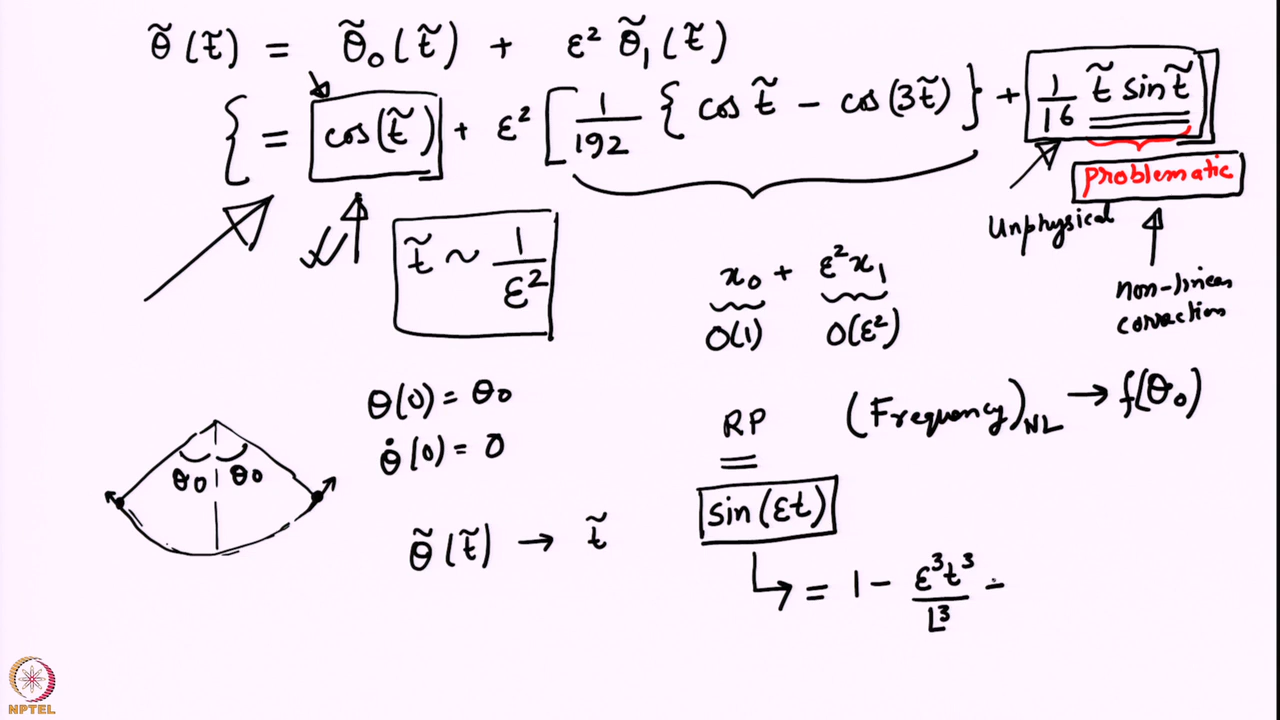 θ̃(t̃) = θ̃₀(t̃) + ε² θ̃₁(t̃)
{ = cos(t̃) + ε² [ 1/192 { cos t̃ − cos(3t̃) } + 1/16 t̃ sin t̃
Problematic
Unphysical
non-linear correction
t̃ ~ 1/ε²
x₀ + ε²x₁
O(1) O(ε²)
θ(0) = θ₀
θ̇(0) = 0
(Frequency)NL → f(θ₀)
RP
θ₀ θ₀
sin(εt)
θ̃(t̃) → t̃
= 1 − ε³t³/L3 −
NPTEL